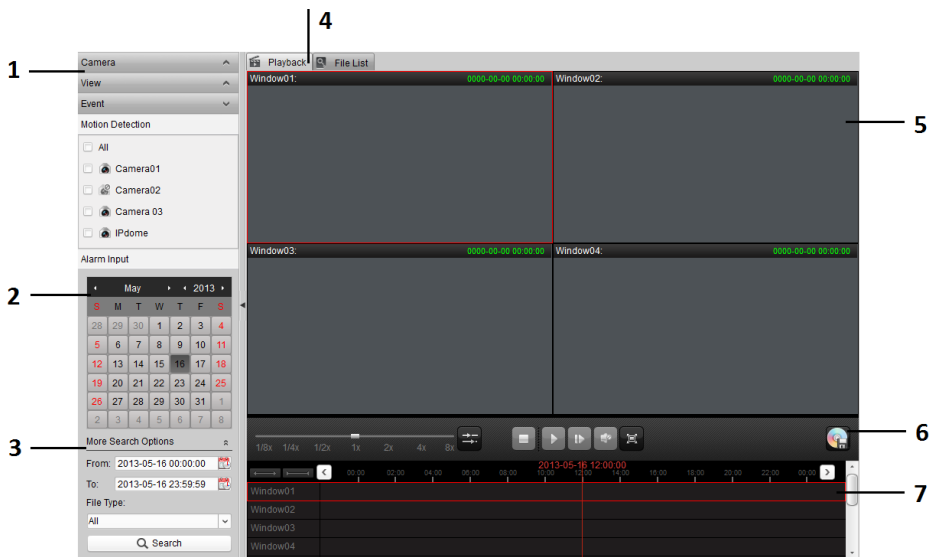 4
1
Camera
View
Event
Motion Detection
All
Camera01
Camera02
Camera 03
IPdome
Alarm Input
2
May 2013
S M T W T F S
28 29 30 1 2 3 4
5 6 7 8 9 10 11
12 13 14 15 16 17 18
19 20 21 22 23 24 25
26 27 28 29 30 31 1
2 3 4 5 6 7 8
3
More Search Options
From: 2013-05-16 00:00:00
To: 2013-05-16 23:59:59
File Type:
All
Search
Playback File List
Window01: 0000-00-00 00:00:00 Window02: 0000-00-00 00:00:00
5
Window03: 0000-00-00 00:00:00 Window04: 0000-00-00 00:00:00
1/8x 1/4x 1/2x 1x 2x 4x 8x
6
2013-05-16 12:00:00
00:00 02:00 04:00 06:00 08:00 10:00 12:00 14:00 16:00 18:00 20:00 22:00 00:00
Window01
7
Window02
Window03
Window04